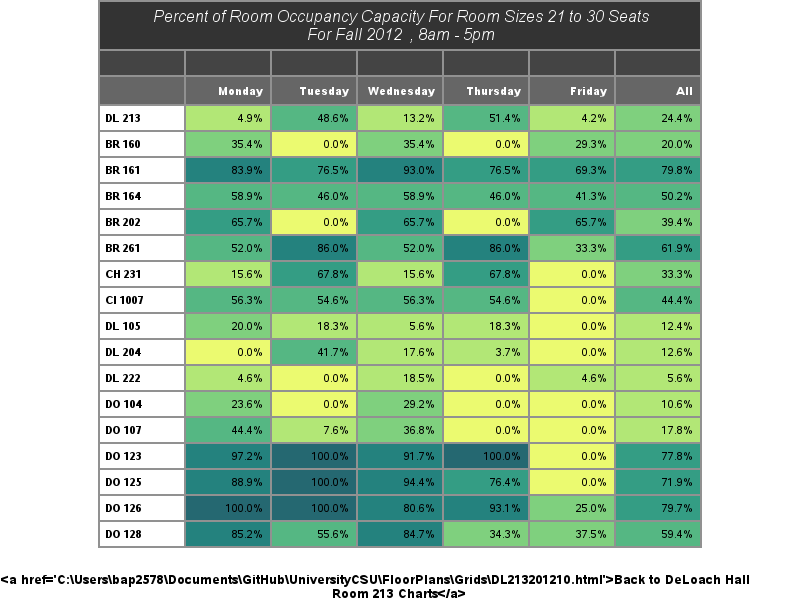 Percent of Room Occupancy Capacity For Room Sizes 21 to 30 Seats
For Fall 2012 , 8am - 5pm
Monday Tuesday Wednesday Thursday Friday All
DL 213 4.9% 48.6% 13.2% 51.4% 4.2% 24.4%
BR 160 35.4% 0.0% 35.4% 0.0% 29.3% 20.0%
BR 161 83.9% 76.5% 93.0% 76.5% 69.3% 79.8%
BR 164 58.9% 46.0% 58.9% 46.0% 41.3% 50.2%
BR 202 65.7% 0.0% 65.7% 0.0% 65.7% 39.4%
BR 261 52.0% 86.0% 52.0% 86.0% 33.3% 61.9%
CH 231 15.6% 67.8% 15.6% 67.8% 0.0% 33.3%
CI 1007 56.3% 54.6% 56.3% 54.6% 0.0% 44.4%
DL 105 20.0% 18.3% 5.6% 18.3% 0.0% 12.4%
DL 204 0.0% 41.7% 17.6% 3.7% 0.0% 12.6%
DL 222 4.6% 0.0% 18.5% 0.0% 4.6% 5.6%
DO 104 23.6% 0.0% 29.2% 0.0% 0.0% 10.6%
DO 107 44.4% 7.6% 36.8% 0.0% 0.0% 17.8%
DO 123 97.2% 100.0% 91.7% 100.0% 0.0% 77.8%
DO 125 88.9% 100.0% 94.4% 76.4% 0.0% 71.9%
DO 126 100.0% 100.0% 80.6% 93.1% 25.0% 79.7%
DO 128 85.2% 55.6% 84.7% 34.3% 37.5% 59.4%
<a href='C:\Users\bap2578\Documents\GitHub\UniversityCSU\FloorPlans\Grids\DL213201210.html'>Back to DeLoach Hall
Room 213 Charts</a>